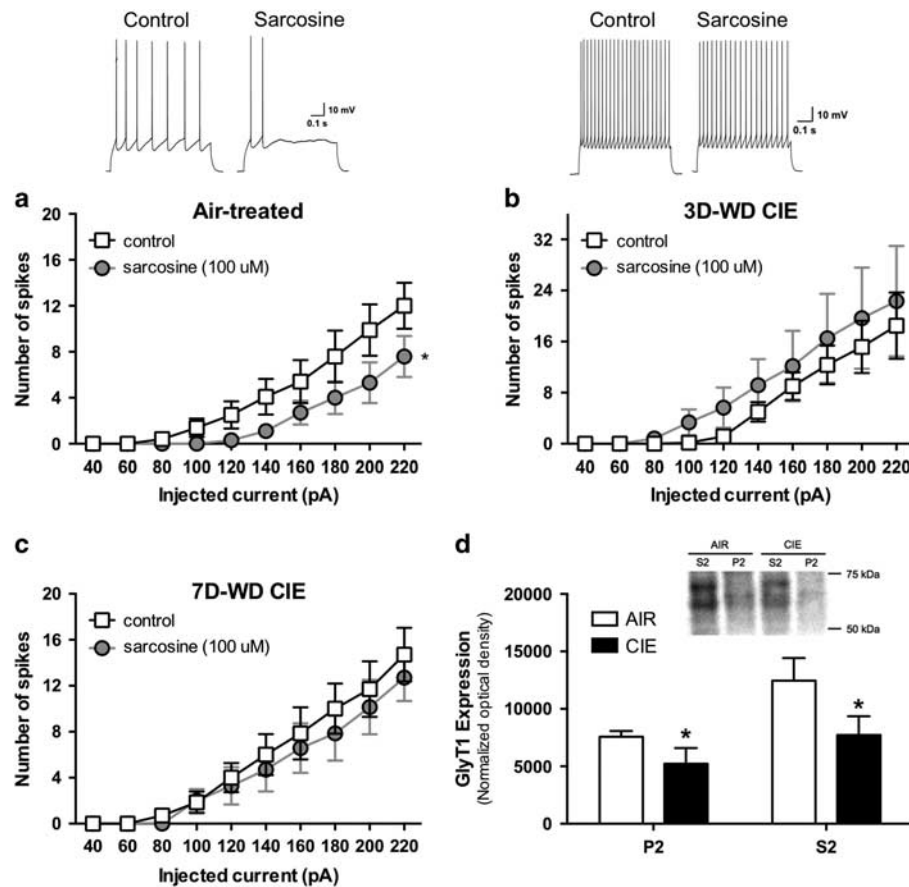 Control Sarcosine
10 mV
0.1 s
Control Sarcosine
10 mV
0.1 s
a
Air-treated
20
16
12
8
4
0
Number of spikes
control
sarcosine (100 uM)
*
40 60 80 100 120 140 160 180 200 220
Injected current (pA)
b
3D-WD CIE
32
24
16
8
0
Number of spikes
control
sarcosine (100 uM)
40 60 80 100 120 140 160 180 200 220
Injected current (pA)
c
7D-WD CIE
20
16
12
8
4
0
Number of spikes
control
sarcosine (100 uM)
40 60 80 100 120 140 160 180 200 220
Injected current (pA)
d
AIR CIE
S2 P2 S2 P2
75 kDa
50 kDa
20000
15000
10000
5000
0
GlyT1 Expression
(Normalized optical density)
AIR
CIE
* *
P2 S2